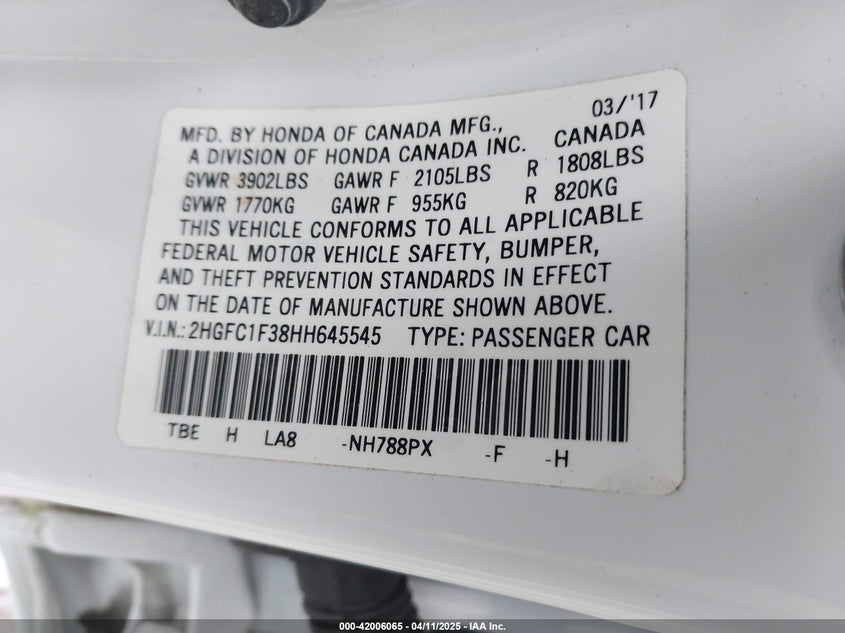 03/'17
MFD. BY HONDA OF CANADA MFG., CANADA
A DIVISION OF HONDA CANADA INC.
GVWR 3902LBS GAWR F 2105LBS R 1808LBS
GVWR 1770KG GAWR F 955KG R 820KG
THIS VEHICLE CONFORMS TO ALL APPLICABLE
FEDERAL MOTOR VEHICLE SAFETY, BUMPER,
AND THEFT PREVENTION STANDARDS IN EFFECT
ON THE DATE OF MANUFACTURE SHOWN ABOVE.
V.I.N.: 2HGFC1F38HH645545 TYPE: PASSENGER CAR
TBE H LA8 -NH788PX -F -H
000-42006065 / 04/11/2025 - IAA Inc.